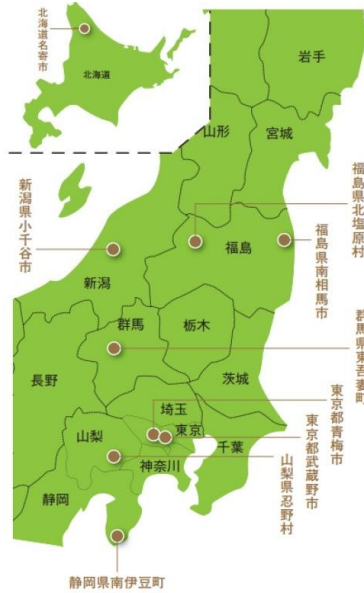 北海道名寄市
北海道
岩手
山形
宮城
新潟県小千谷市
福島県北塩原村
福島
福島県南相馬市
新潟
群馬
栃木
群馬県東吾妻町
長野
茨城
埼玉
東京都青梅市
山梨
東京
東京都武蔵野市
千葉
神奈川
山梨県忍野村
静岡
静岡県南伊豆町